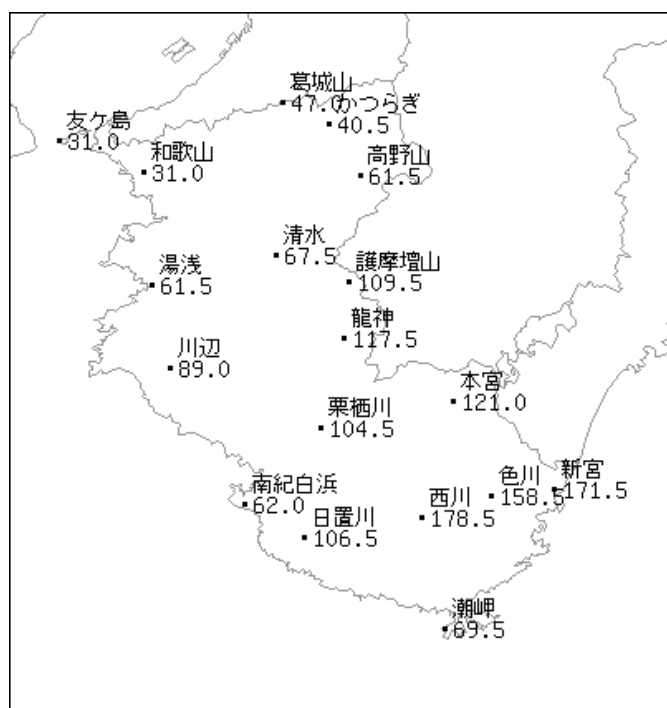 葛城山
47.0
かつらぎ
40.5
友ケ島
31.0
和歌山
31.0
高野山
61.5
清水
67.5
護摩壇山
109.5
湯浅
61.5
龍神
117.5
川辺
89.0
本宮
121.0
栗栖川
104.5
新宮
171.5
色川
158.5
西川
178.5
南紀白浜
62.0
日置川
106.5
潮岬
69.5